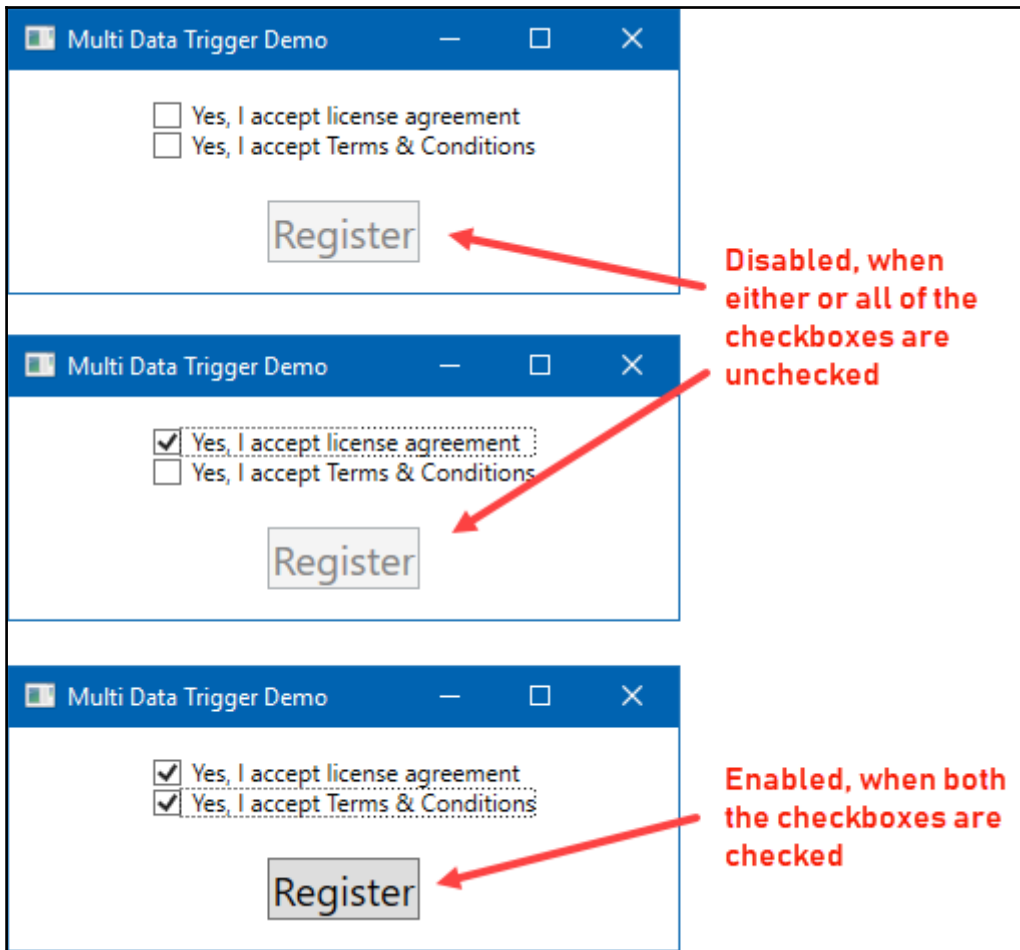 Multi Data Trigger Demo
Yes, I accept license agreement
Yes, I accept Terms & Conditions
Register
Disabled, when
either or all of the
checkboxes are
unchecked
Multi Data Trigger Demo
Yes, I accept license agreement
Yes, I accept Terms & Conditions
Register
Multi Data Trigger Demo
Yes, I accept license agreement
Yes, I accept Terms & Conditions
Register
Enabled, when both
the checkboxes are
checked